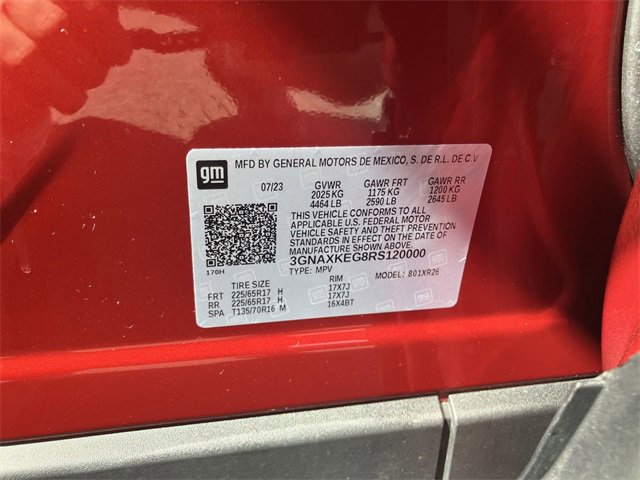 gm MFD BY GENERAL MOTORS DE MEXICO, S. DE R.L. DE C.V
07/23 GVWR GAWR FRT GAWR RR
2025 KG 1175 KG 1200 KG
4464 LB 2590 LB 2645 LB
THIS VEHICLE CONFORMS TO ALL
APPLICABLE U.S. FEDERAL MOTOR
VEHICLE SAFETY AND THEFT PREVENTION
STANDARDS IN EFFECT ON THE DATE OF
MANUFACTURE SHOWN ABOVE.
3GNAXKEG8RS120000
170H TYPE: MPV MODEL: 801XR26
TIRE SIZE RIM
FRT 225/65R17 H 17X7J
RR 225/65R17 H 17X7J
SPA T135/70R16 M 16X4BT